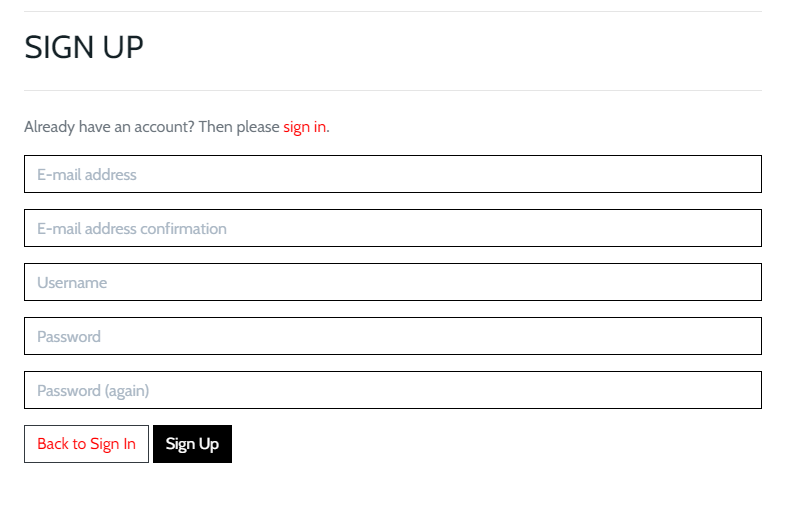 SIGN UP
Already have an account? Then please sign in.
E-mail address
E-mail address confirmation
Username
Password
Password (again)
Back to Sign In Sign Up